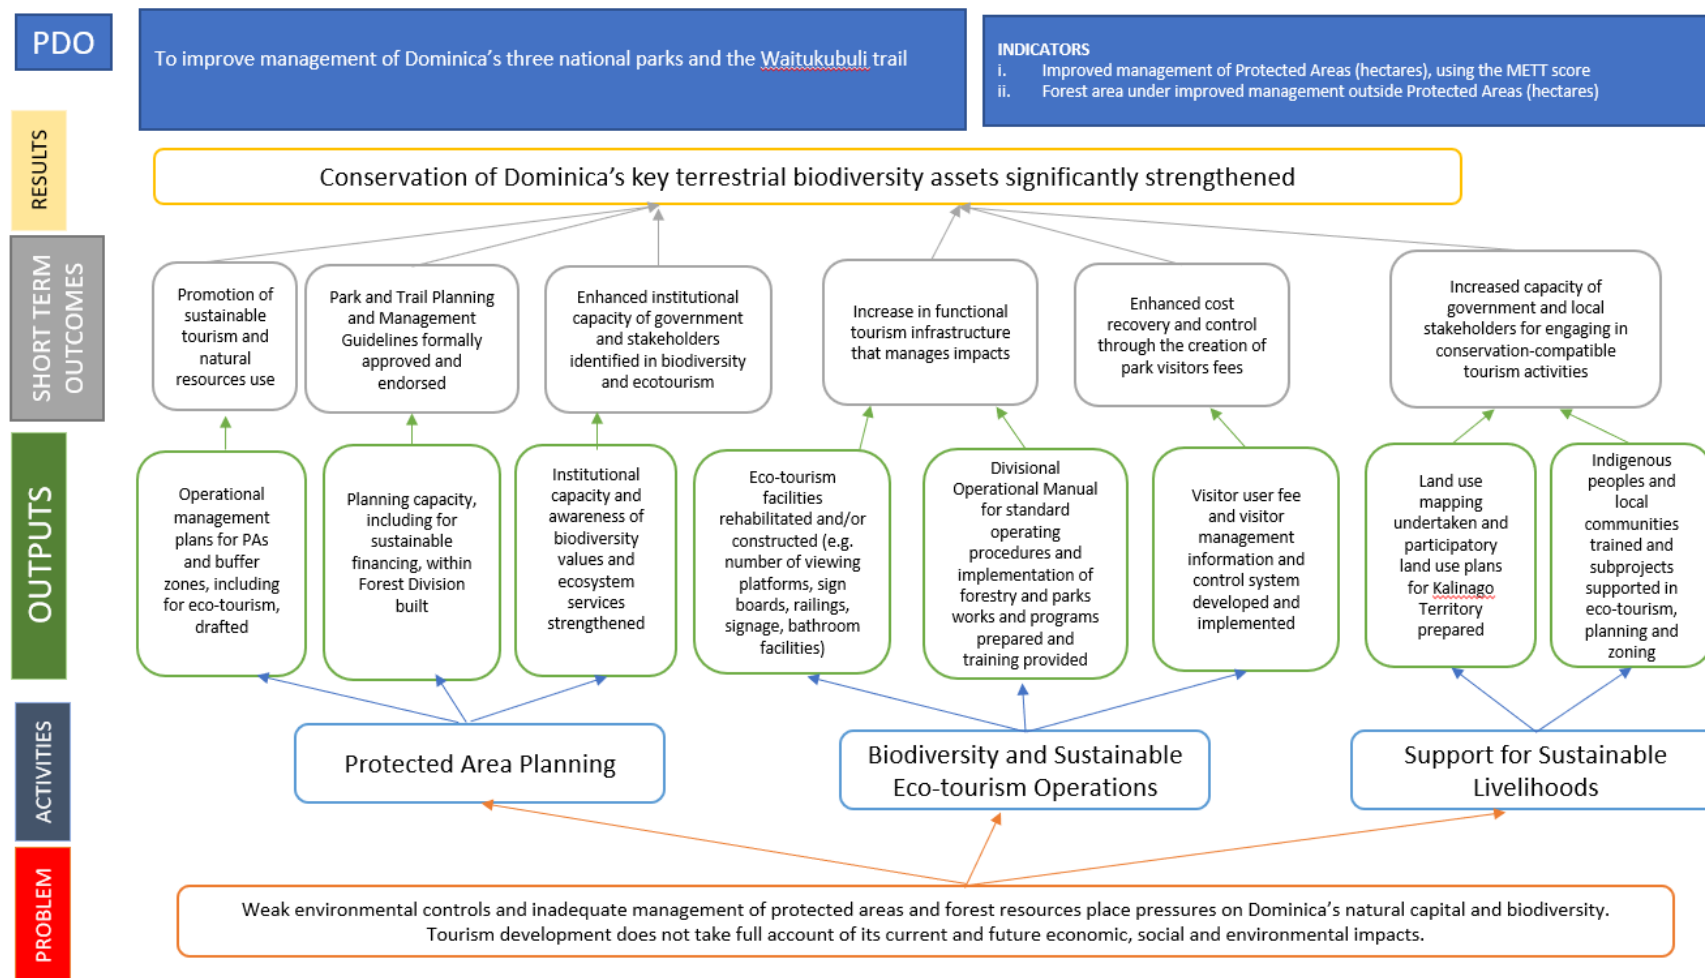 PDO
To improve management of Dominica's three national parks and the Waitukubuli trail
INDICATORS
i. Improved management of Protected Areas (hectares), using the METT score
ii. Forest area under improved management outside Protected Areas (hectares)
RESULTS
Conservation of Dominica's key terrestrial biodiversity assets significantly strengthened
SHORT TERM
OUTCOMES
Promotion of
sustainable
tourism and
natural
resources use
Park and Trail Planning
and Management
Guidelines formally
approved and
endorsed
Enhanced institutional
capacity of government
and stakeholders
identified in biodiversity
and ecotourism
Increase in functional
tourism infrastructure
that manages impacts
Enhanced cost
recovery and control
through the creation of
park visitors fees
Increased capacity of
government and local
stakeholders for engaging in
conservation-compatible
tourism activities
OUTPUTS
Operational
management
plans for PAs
and buffer
zones, including
for eco-tourism,
drafted
Planning capacity,
including for
sustainable
financing, within
Forest Division
built
Institutional
capacity and
awareness of
biodiversity
values and
ecosystem
services
strengthened
Eco-tourism
facilities
rehabilitated and/or
constructed (e.g.
number of viewing
platforms, sign
boards, railings,
signage, bathroom
facilities)
Divisional
Operational Manual
for standard
operating
procedures and
implementation of
forestry and parks
works and programs
prepared and
training provided
Visitor user fee
and visitor
management
information and
control system
developed and
implemented
Land use
mapping
undertaken and
participatory
land use plans
for Kalinago
Territory
prepared
Indigenous
peoples and
local
communities
trained and
subprojects
supported in
eco-tourism,
planning and
zoning
ACTIVITIES
Protected Area Planning
Biodiversity and Sustainable
Eco-tourism Operations
Support for Sustainable
Livelihoods
PROBLEM
Weak environmental controls and inadequate management of protected areas and forest resources place pressures on Dominica's natural capital and biodiversity.
Tourism development does not take full account of its current and future economic, social and environmental impacts.